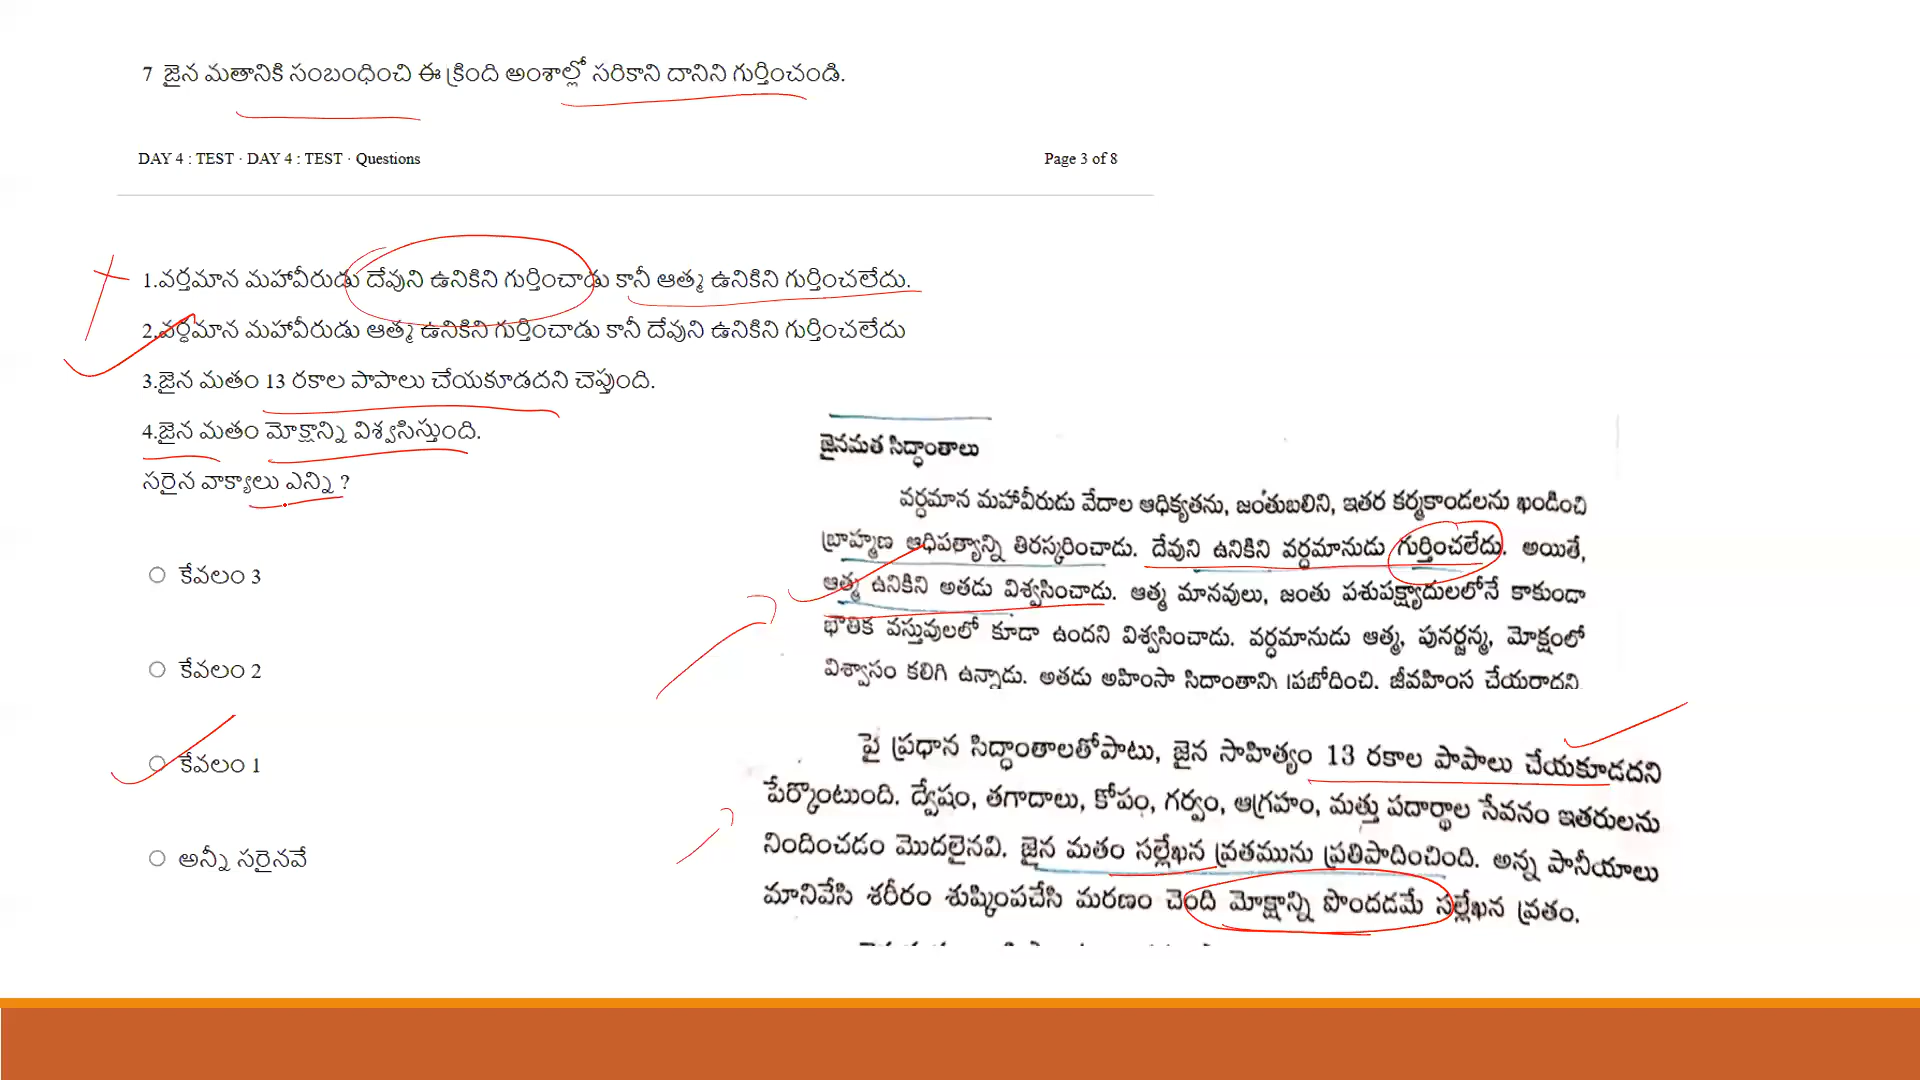 7 జైన మతానికి సంబంధించి ఈ క్రింది అంశాల్లో సరికాని దానిని గుర్తించండి.
DAY 4 : TEST · DAY 4 : TEST · Questions
Page 3 of 8
1.వర్తమాన మహావీరుడు దేవుని ఉనికిని గుర్తించాడు కానీ ఆత్మ ఉనికిని గుర్తించలేదు.
2.వర్ధమాన మహావీరుడు ఆత్మ ఉనికిని గుర్తించాడు కానీ దేవుని ఉనికిని గుర్తించలేదు
3.జైన మతం 13 రకాల పాపాలు చేయకూడదని చెప్తుంది.
4.జైన మతం మోక్షాన్ని విశ్వసిస్తుంది.
సరైన వాక్యాలు ఎన్ని ?
కేవలం 3
కేవలం 2
కేవలం 1
అన్నీ సరైనవే
జైనమత సిద్ధాంతాలు
వర్ధమాన మహావీరుడు వేదాల ఆధిక్యతను, జంతుబలిని, ఇతర కర్మకాండలను ఖండించి
బ్రాహ్మణ ఆధిపత్యాన్ని తిరస్కరించాడు. దేవుని ఉనికిని వర్ధమానుడు గుర్తించలేదు. అయితే,
ఆత్మ ఉనికిని అతడు విశ్వసించాడు. ఆత్మ మానవులు, జంతు పశుపక్ష్యాదులలోనే కాకుండా
భౌతిక వస్తువులలో కూడా ఉందని విశ్వసించాడు. వర్ధమానుడు ఆత్మ, పునర్జన్మ, మోక్షంలో
విశ్వాసం కలిగి ఉన్నాడు. అతడు అహింసా సిద్ధాంతాన్ని ప్రబోధించి, జీవహింస చేయరాదని
పై ప్రధాన సిద్ధాంతాలతోపాటు, జైన సాహిత్యం 13 రకాల పాపాలు చేయకూడదని
పేర్కొంటుంది. ద్వేషం, తగాదాలు, కోపం, గర్వం, ఆగ్రహం, మత్తు పదార్థాల సేవనం ఇతరులను
నిందించడం మొదలైనవి. జైన మతం సల్లేఖన వ్రతమును ప్రతిపాదించింది. అన్న పానీయాలు
మానివేసి శరీరం శుష్కింపచేసి మరణం చెంది మోక్షాన్ని పొందడమే సల్లేఖన వ్రతం.